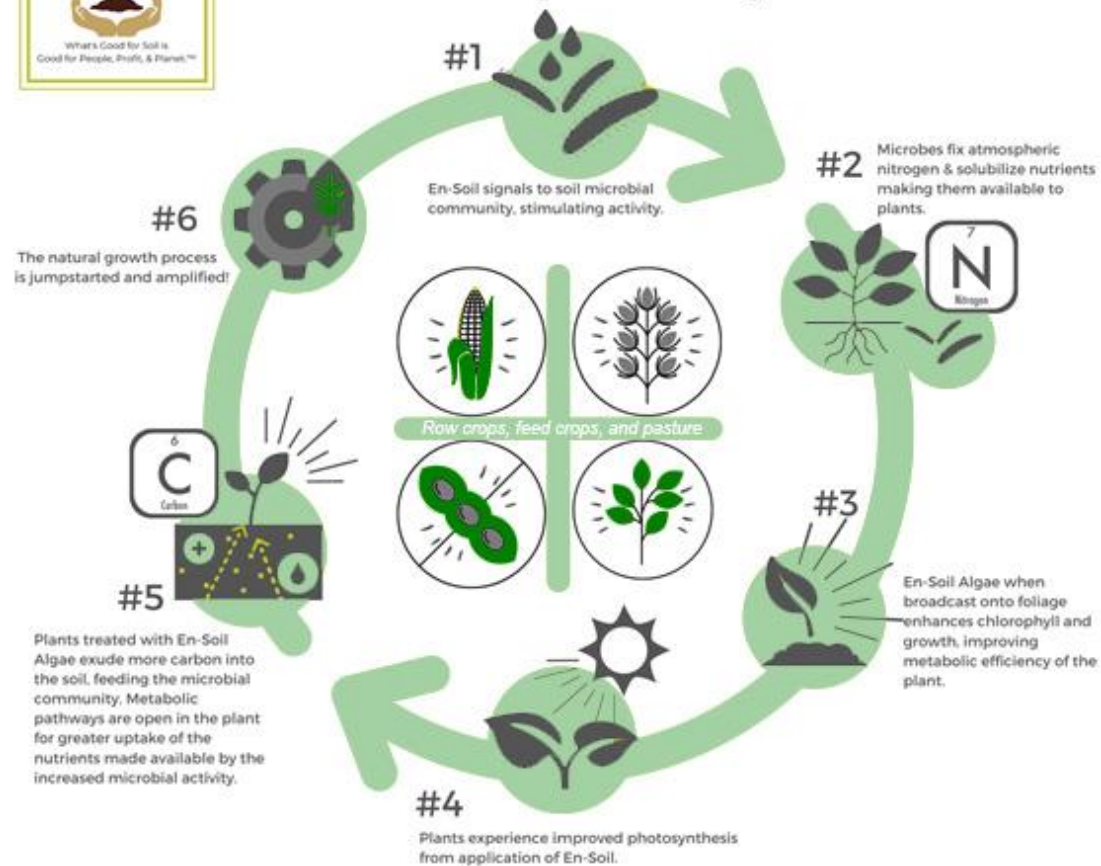 What's Good for Soil is
Good for People, Profit, & Planet.™
#1
En-Soil signals to soil microbial
community, stimulating activity.
#2
Microbes fix atmospheric
nitrogen & solubilize nutrients
making them available to
plants.
7
N
Nitrogen
#3
En-Soil Algae when
broadcast onto foliage
enhances chlorophyll and
growth, improving
metabolic efficiency of the
plant.
#4
Plants experience improved photosynthesis
from application of En-Soil.
6
C
Carbon
#5
Plants treated with En-Soil
Algae exude more carbon into
the soil, feeding the microbial
community. Metabolic
pathways are open in the plant
for greater uptake of the
nutrients made available by the
increased microbial activity.
#6
The natural growth process
is jumpstarted and amplified!
Row crops, feed crops, and pasture